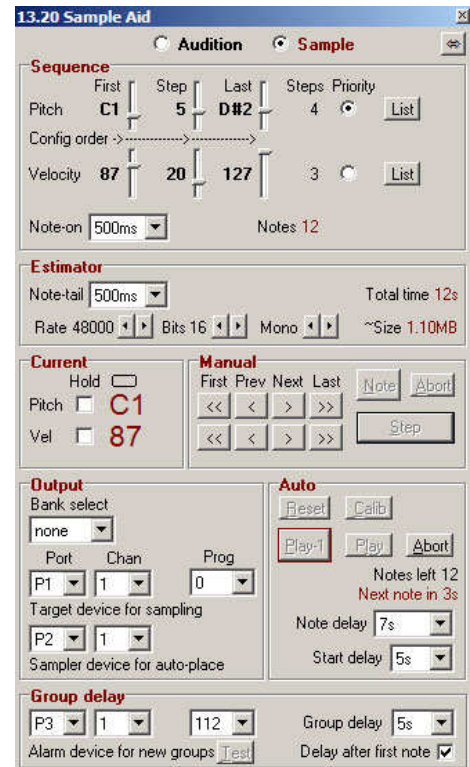 13.20 Sample Aid
Audition Sample
Sequence
First Step Last Steps Priority
Pitch C1 5 D#2 4 List
Config order ->------------>------------>
Velocity 87 20 127 3 List
Note-on 500ms Notes 12
Estimator
Note-tail 500ms Total time 12s
Rate 48000 Bits 16 Mono ~Size 1.10MB
Current
Hold
Pitch C1
Vel 87
Manual
First Prev Next Last
<< < > >>
<< < > >>
Note Abort
Step
Output
Bank select
none
Port Chan Prog
P1 1 0
Target device for sampling
P2 1
Sampler device for auto-place
Auto
Reset Calib
Play-1 Play Abort
Notes left 12
Next note in 3s
Note delay 7s
Start delay 5s
Group delay
P3 1 112 Group delay 5s
Alarm device for new groups Test Delay after first note